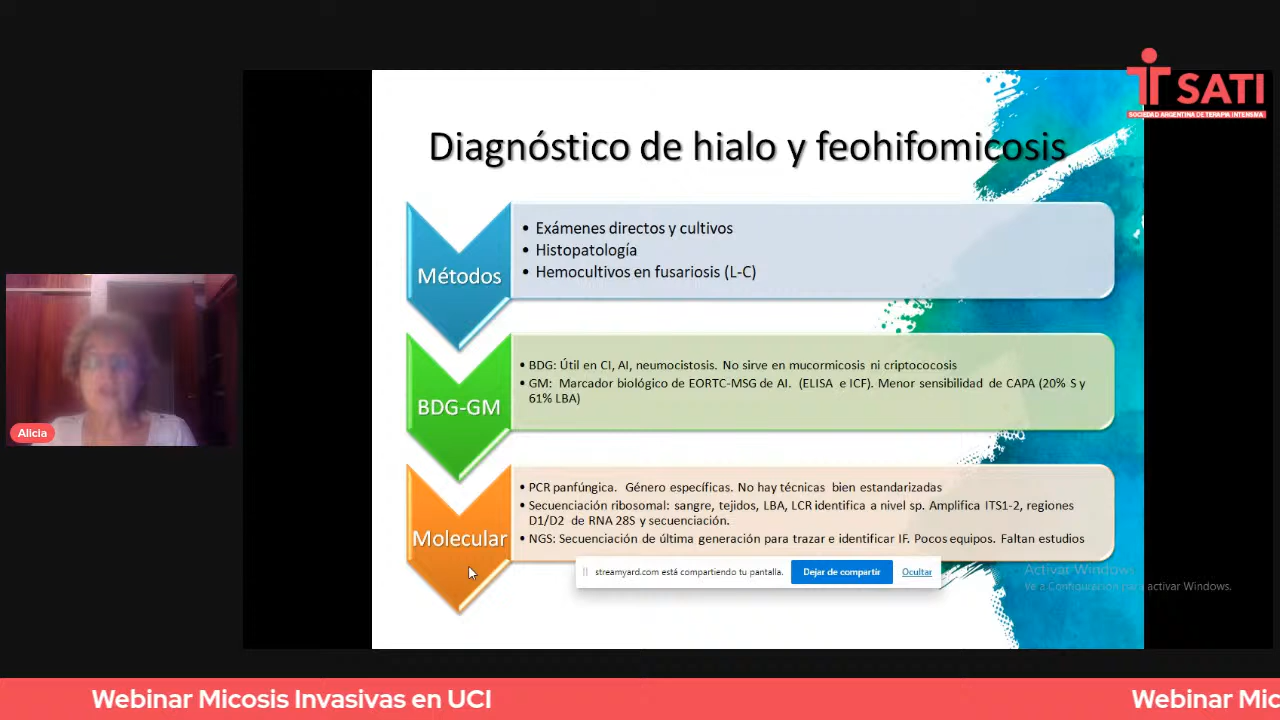 SATI
SOCIEDAD ARGENTINA DE TERAPIA INTENSIVA
Diagnóstico de hialo y feohifomicosis
Métodos
• Exámenes directos y cultivos
• Histopatología
• Hemocultivos en fusariosis (L-C)
BDG-GM
• BDG: Útil en CI, AI, neumocistosis. No sirve en mucormicosis ni criptococosis
• GM: Marcador biológico de EORTC-MSG de AI. (ELISA e ICF). Menor sensibilidad de CAPA (20% S y
61% LBA)
Molecular
• PCR panfúngica. Género específicas. No hay técnicas bien estandarizadas
• Secuenciación ribosomal: sangre, tejidos, LBA, LCR identifica a nivel sp. Amplifica ITS1-2, regiones
D1/D2 de RNA 28S y secuenciación.
• NGS: Secuenciación de última generación para trazar e identificar IF. Pocos equipos. Faltan estudios
streamyard.com está compartiendo tu pantalla. Dejar de compartir Ocultar
Activar Windows
Ve a Configuración para activar Windows.
Alicia
Webinar Micosis Invasivas en UCI
Webinar Mic